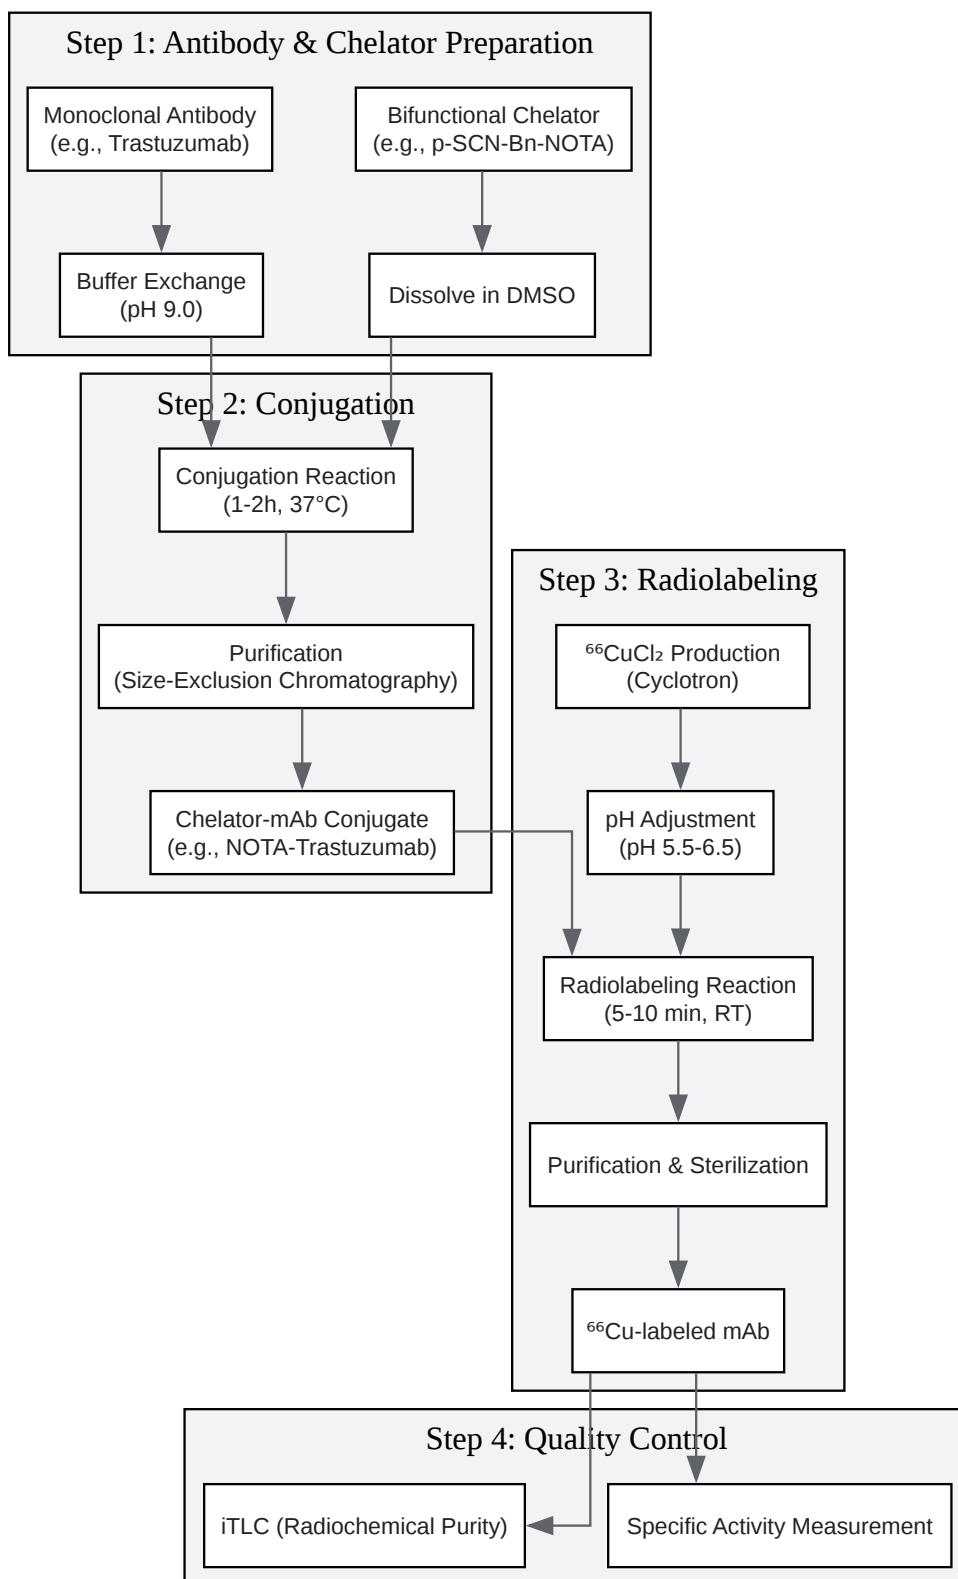 Step 1: Antibody & Chelator Preparation
Monoclonal Antibody
(e.g., Trastuzumab)
Bifunctional Chelator
(e.g., p-SCN-Bn-NOTA)
Buffer Exchange
(pH 9.0)
Dissolve in DMSO
Step 2: Conjugation
Conjugation Reaction
(1-2h, 37°C)
Purification
(Size-Exclusion Chromatography)
Chelator-mAb Conjugate
(e.g., NOTA-Trastuzumab)
Step 3: Radiolabeling
⁶⁶CuCl₂ Production
(Cyclotron)
pH Adjustment
(pH 5.5-6.5)
Radiolabeling Reaction
(5-10 min, RT)
Purification & Sterilization
⁶⁶Cu-labeled mAb
Step 4: Quality Control
iTLC (Radiochemical Purity)
Specific Activity Measurement